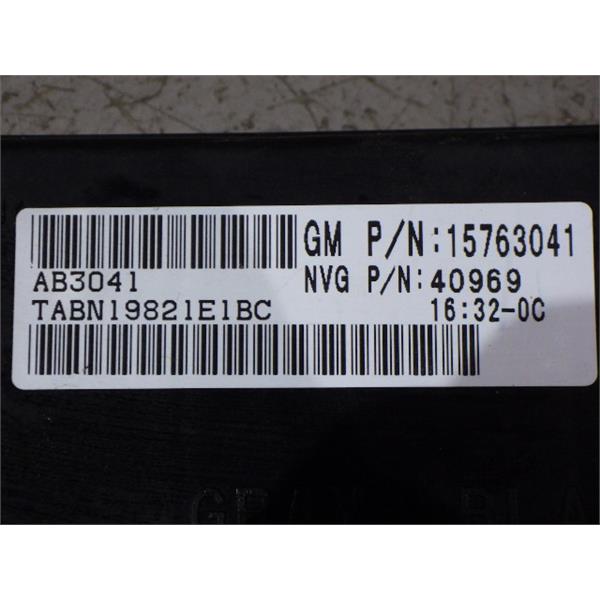 GM P/N:15763041
AB3041 NVG P/N:40969
TABN19821E1BC 16:32-0C